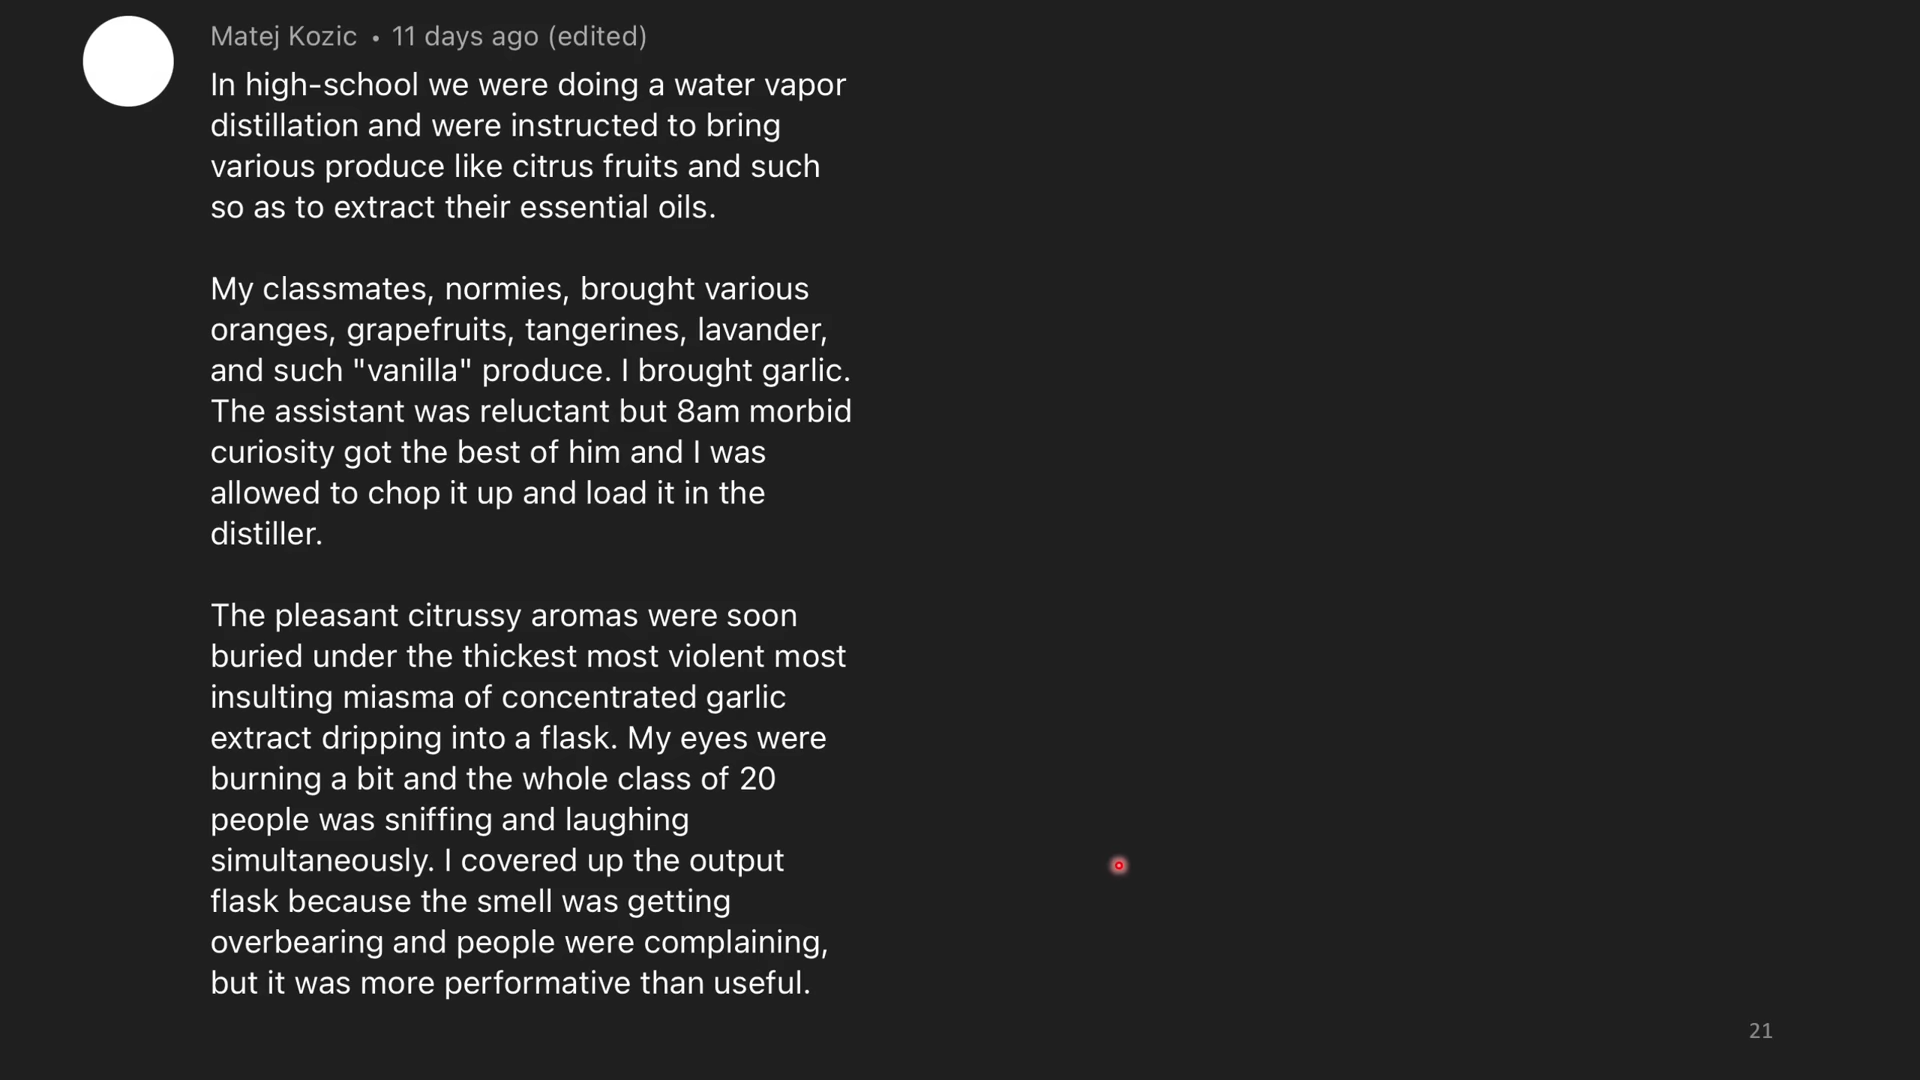 Matej Kozic • 11 days ago (edited)
In high-school we were doing a water vapor
distillation and were instructed to bring
various produce like citrus fruits and such
so as to extract their essential oils.
My classmates, normies, brought various
oranges, grapefruits, tangerines, lavander,
and such "vanilla" produce. I brought garlic.
The assistant was reluctant but 8am morbid
curiosity got the best of him and I was
allowed to chop it up and load it in the
distiller.
The pleasant citrussy aromas were soon
buried under the thickest most violent most
insulting miasma of concentrated garlic
extract dripping into a flask. My eyes were
burning a bit and the whole class of 20
people was sniffing and laughing
simultaneously. I covered up the output
flask because the smell was getting
overbearing and people were complaining,
but it was more performative than useful.
21